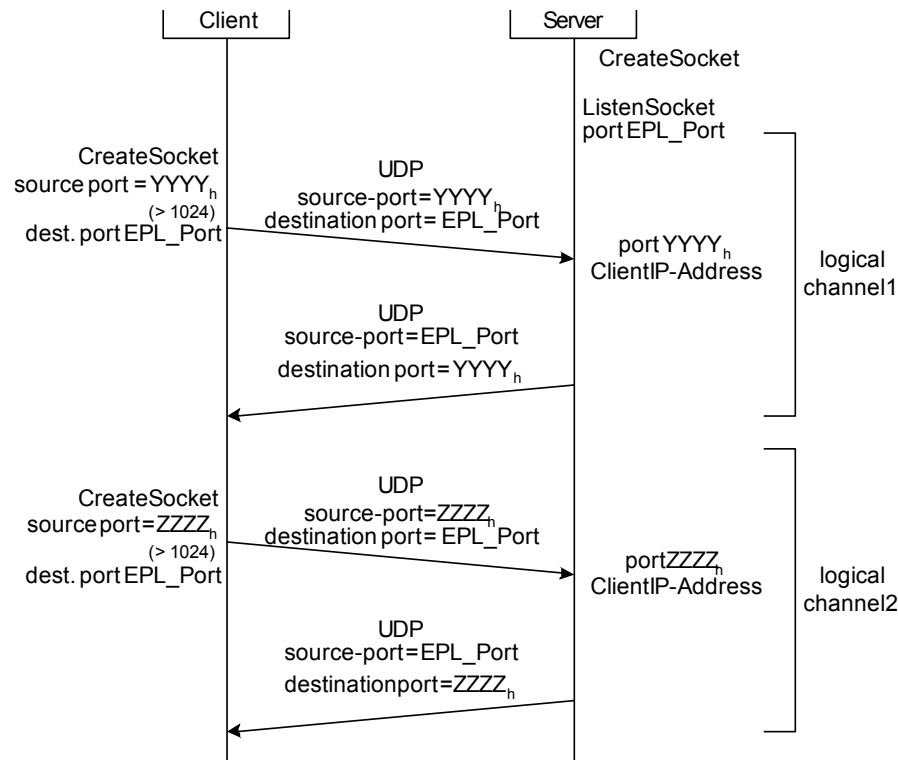 Client
Server
CreateSocket
ListenSocket
port EPL_Port
CreateSocket
source port = YYYYh
(> 1024)
dest. port EPL_Port
UDP
source-port=YYYYh
destination port= EPL_Port
port YYYYh
ClientIP-Address
logical
channel1
UDP
source-port=EPL_Port
destination port=YYYYh
CreateSocket
source port=ZZZZh
(> 1024)
dest. port EPL_Port
UDP
source-port=ZZZZh
destination port= EPL_Port
portZZZZh
ClientIP-Address
logical
channel2
UDP
source-port=EPL_Port
destinationport=ZZZZh